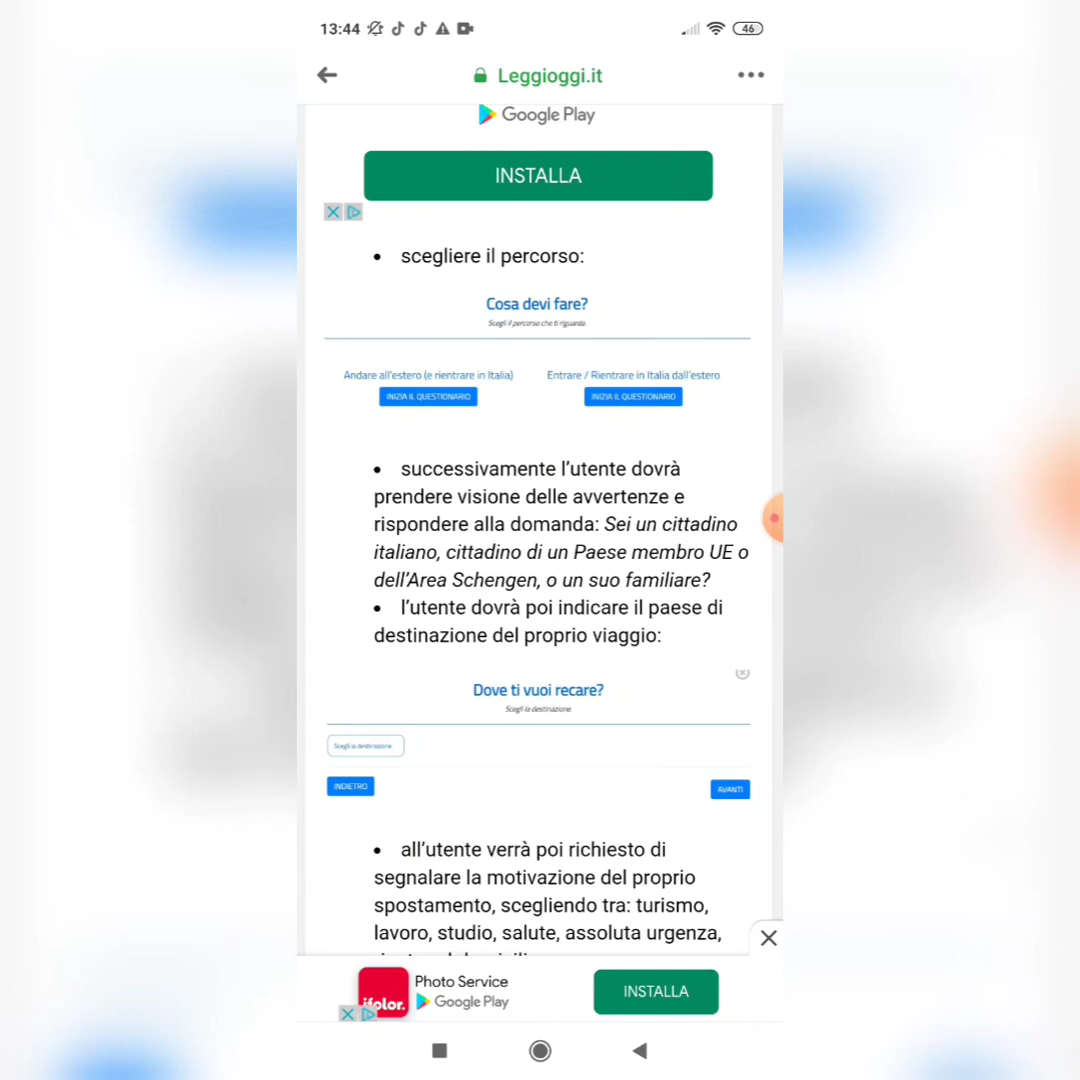 13:44
46
Leggioggi.it
Google Play
INSTALLA
• scegliere il percorso:
Cosa devi fare?
Scegli il percorso che ti riguarda
Andare all'estero (e rientrare in Italia)
Entrare / Rientrare in Italia dall'estero
INIZIA IL QUESTIONARIO
INIZIA IL QUESTIONARIO
• successivamente l’utente dovrà
prendere visione delle avvertenze e
rispondere alla domanda: Sei un cittadino
italiano, cittadino di un Paese membro UE o
dell’Area Schengen, o un suo familiare?
• l’utente dovrà poi indicare il paese di
destinazione del proprio viaggio:
Dove ti vuoi recare?
Scegli la destinazione
Scegli la destinazione
INDIETRO
AVANTI
• all’utente verrà poi richiesto di
segnalare la motivazione del proprio
spostamento, scegliendo tra: turismo,
lavoro, studio, salute, assoluta urgenza,
ifolor.
Photo Service
Google Play
INSTALLA